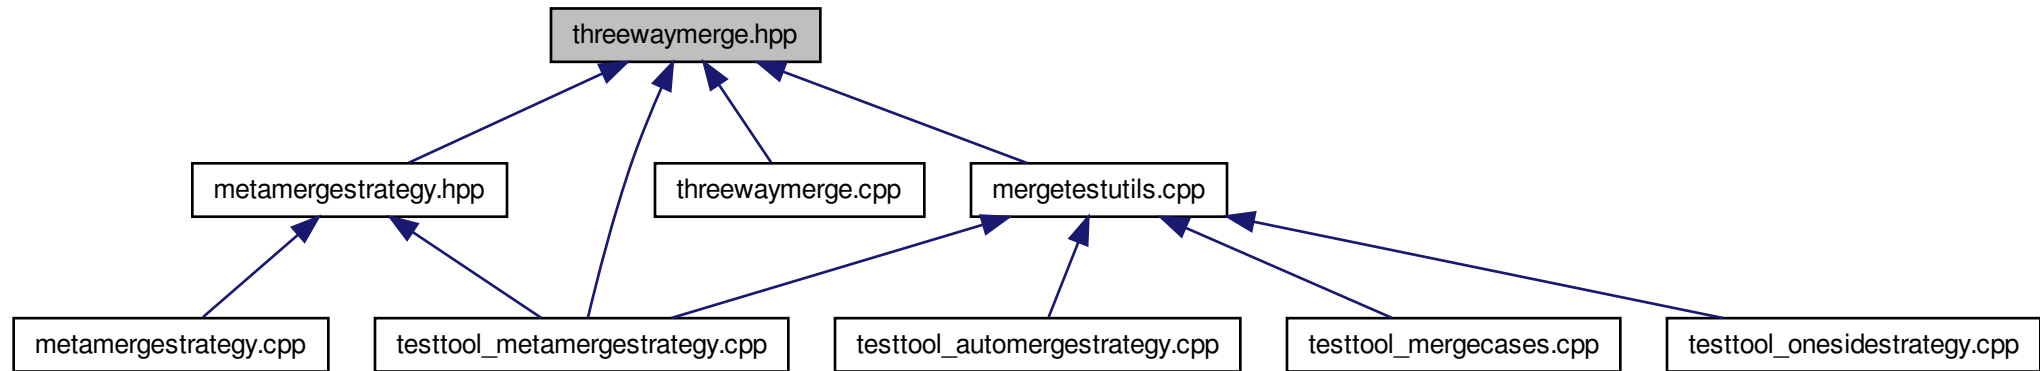 threewaymerge.hpp
metamergestrategy.hpp
threewaymerge.cpp
mergetestutils.cpp
metamergestrategy.cpp
testtool_metamergestrategy.cpp
testtool_automergestrategy.cpp
testtool_mergecases.cpp
testtool_onesidestrategy.cpp